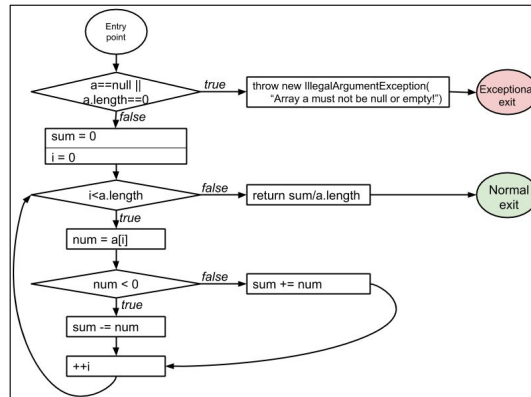 Entry
point
a==null ||
a.length==0
true
throw new IllegalArgumentException(
"Array a must not be null or empty!")
Exceptional
exit
false
sum = 0
i = 0
i<a.length
false
return sum/a.length
Normal
exit
true
num = a[i]
num < 0
false
sum += num
true
sum -= num
++i